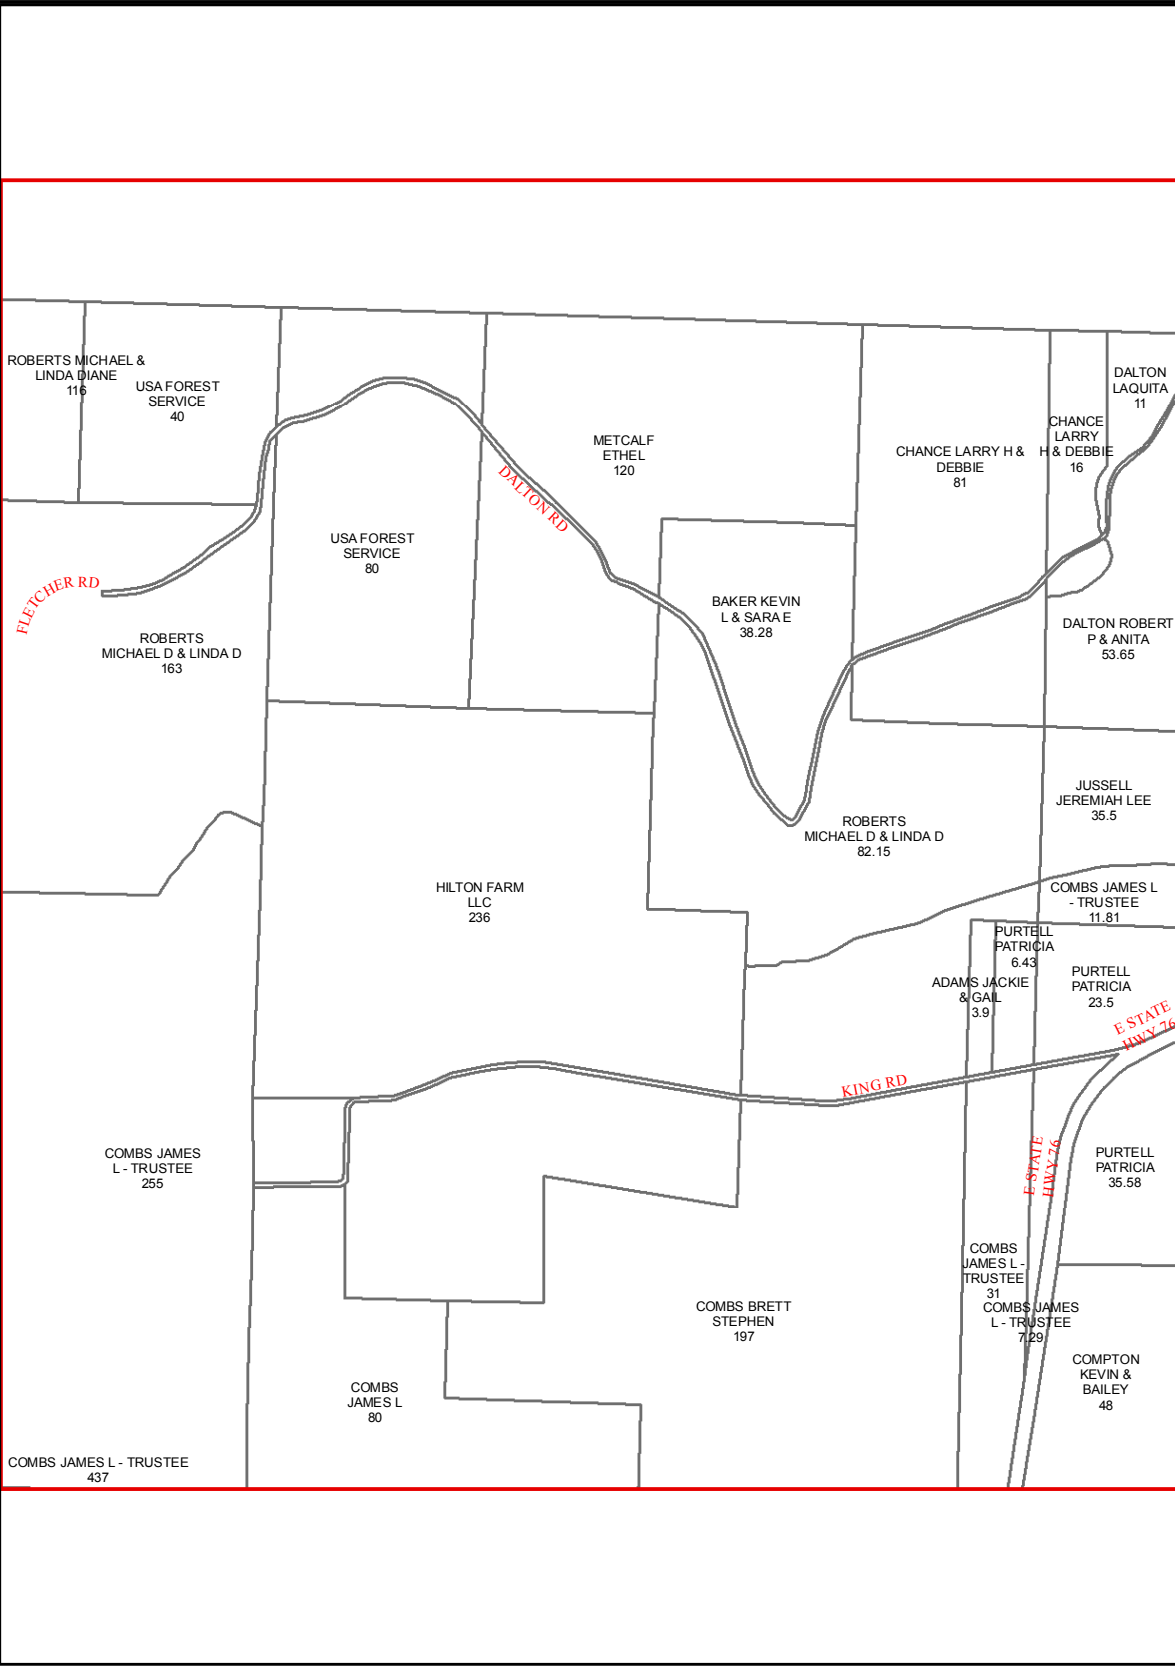 ROBERTS MICHAEL &
LINDA DIANE
116
USA FOREST
SERVICE
40
DALTON
LAQUITA
11
CHANCE
LARRY
H & DEBBIE
16
METCALF
ETHEL
120
CHANCE LARRY H &
DEBBIE
81
DALTON RD
USA FOREST
SERVICE
80
FLETCHER RD
BAKER KEVIN
L & SARA E
38.28
ROBERTS
MICHAEL D & LINDA D
163
DALTON ROBERT
P & ANITA
53.65
JUSSELL
JEREMIAH LEE
35.5
ROBERTS
MICHAEL D & LINDA D
82.15
HILTON FARM
LLC
236
COMBS JAMES L
- TRUSTEE
11.81
PURTELL
PATRICIA
6.43
ADAMS JACKIE
& GAIL
3.9
PURTELL
PATRICIA
23.5
E STATE
HWY 76
KING RD
COMBS JAMES
L - TRUSTEE
255
E STATE
HWY 76
PURTELL
PATRICIA
35.58
COMBS
JAMES L -
TRUSTEE
31
COMBS JAMES
L - TRUSTEE
7.29
COMBS BRETT
STEPHEN
197
COMPTON
KEVIN &
BAILEY
48
COMBS
JAMES L
80
COMBS JAMES L - TRUSTEE
437